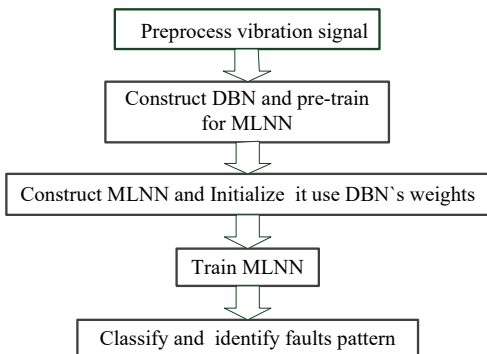 Preprocess vibration signal
Construct DBN and pre-train
for MLNN
Construct MLNN and Initialize it use DBN`s weights
Train MLNN
Classify and identify faults pattern